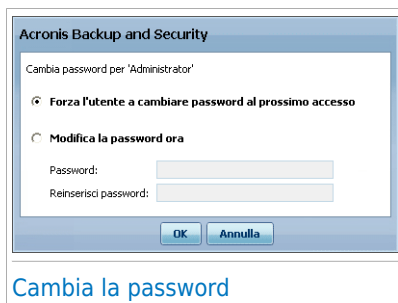 Acronis Backup and Security
Cambia password per 'Administrator'
Forza l'utente a cambiare password al prossimo accesso
Modifica la password ora
Password:
Reinserisci password:
OK Annulla
Cambia la password